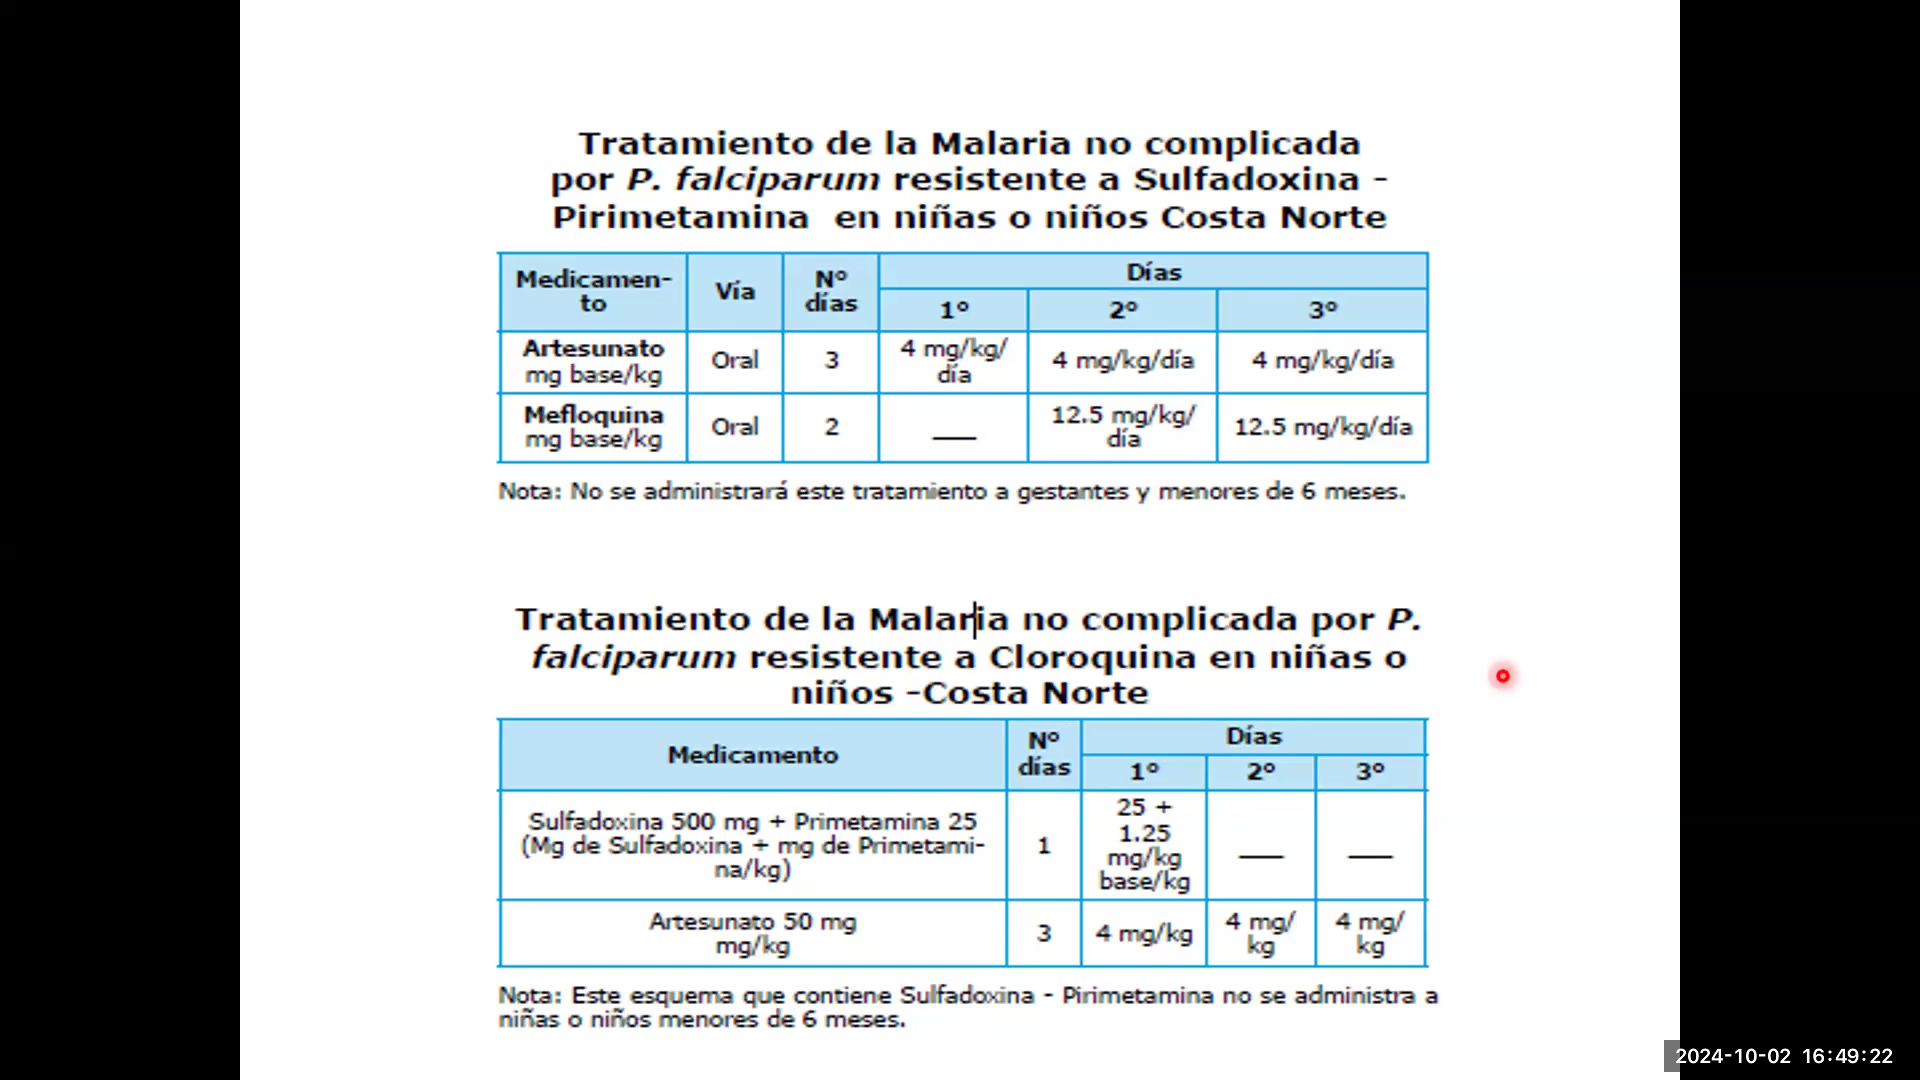 Tratamiento de la Malaria no complicada
por P. falciparum resistente a Sulfadoxina -
Pirimetamina en niñas o niños Costa Norte
Medicamen-
to
Vía
Nº
días
Días
1º
2º
3º
Artesunato
mg base/kg
Oral
3
4 mg/kg/
día
4 mg/kg/día
4 mg/kg/día
Mefloquina
mg base/kg
Oral
2
—
12.5 mg/kg/
día
12.5 mg/kg/día
Nota: No se administrará este tratamiento a gestantes y menores de 6 meses.
Tratamiento de la Malaria no complicada por P.
falciparum resistente a Cloroquina en niñas o
niños -Costa Norte
Medicamento
Nº
días
Días
1º
2º
3º
Sulfadoxina 500 mg + Primetamina 25
(Mg de Sulfadoxina + mg de Primetami-
na/kg)
1
25 +
1.25
mg/kg
base/kg
—
—
Artesunato 50 mg
mg/kg
3
4 mg/kg
4 mg/
kg
4 mg/
kg
Nota: Este esquema que contiene Sulfadoxina - Pirimetamina no se administra a
niñas o niños menores de 6 meses.
2024-10-02 16:49:22